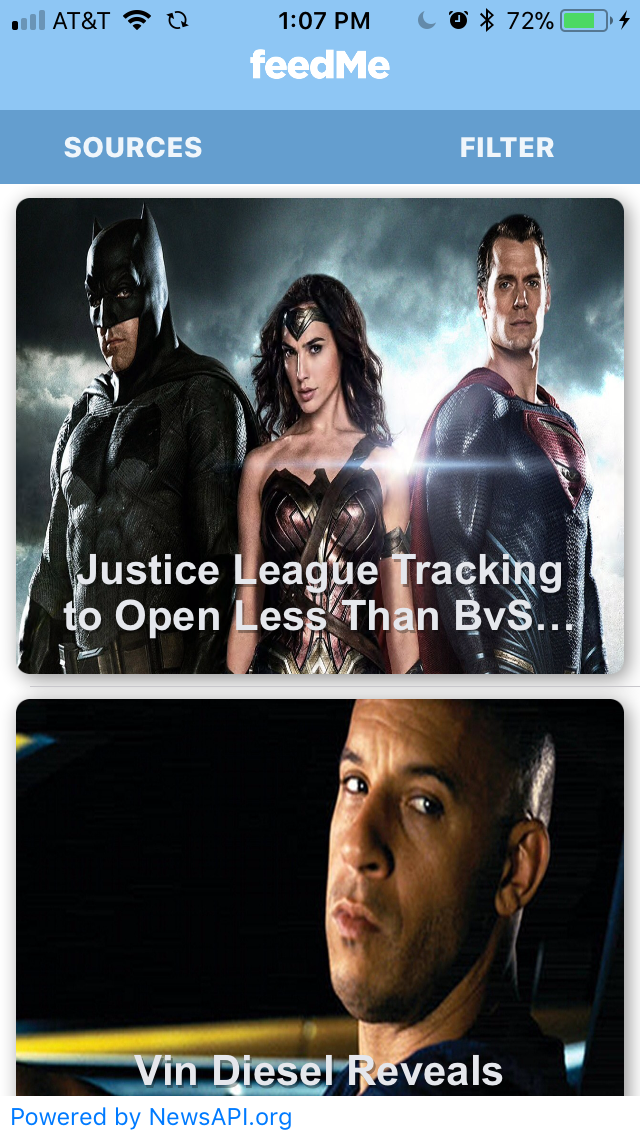 AT&T 1:07 PM 72%
feedMe
SOURCES FILTER
Justice League Tracking
to Open Less Than BvS...
Vin Diesel Reveals
Powered by NewsAPI.org